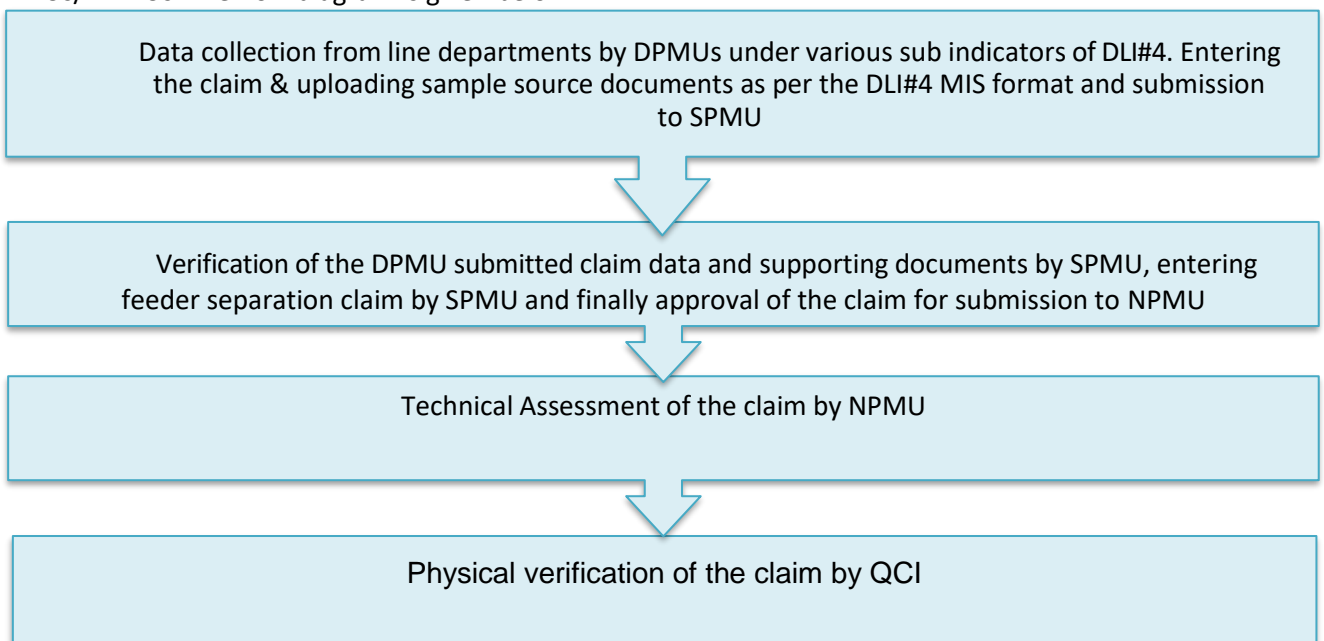 Data collection from line departments by DPMUs under various sub indicators of DLI#4. Entering
the claim & uploading sample source documents as per the DLI#4 MIS format and submission
to SPMU
Verification of the DPMU submitted claim data and supporting documents by SPMU, entering
feeder separation claim by SPMU and finally approval of the claim for submission to NPMU
Technical Assessment of the claim by NPMU
Physical verification of the claim by QCI